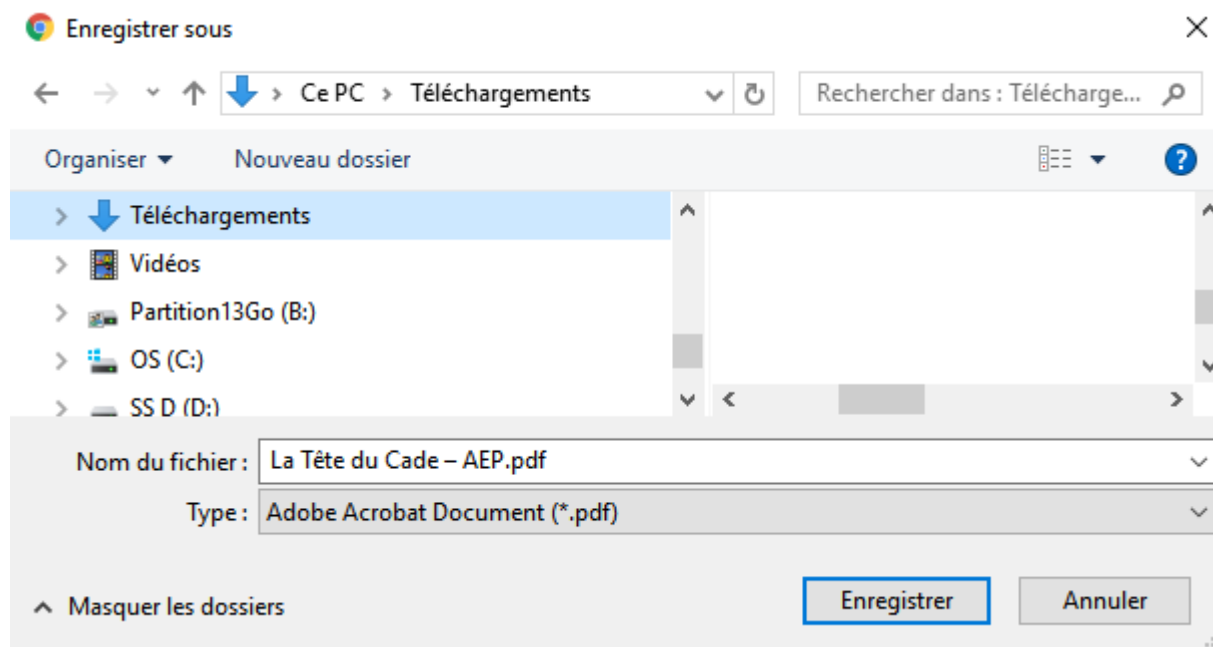 Enregistrer sous
Ce PC > Téléchargements
Rechercher dans : Télécharge...
Organiser
Nouveau dossier
?
Téléchargements
Vidéos
Partition13Go (B:)
OS (C:)
SS D (D:)
Nom du fichier : La Tête du Cade – AEP.pdf
Type : Adobe Acrobat Document (*.pdf)
Masquer les dossiers
Enregistrer
Annuler